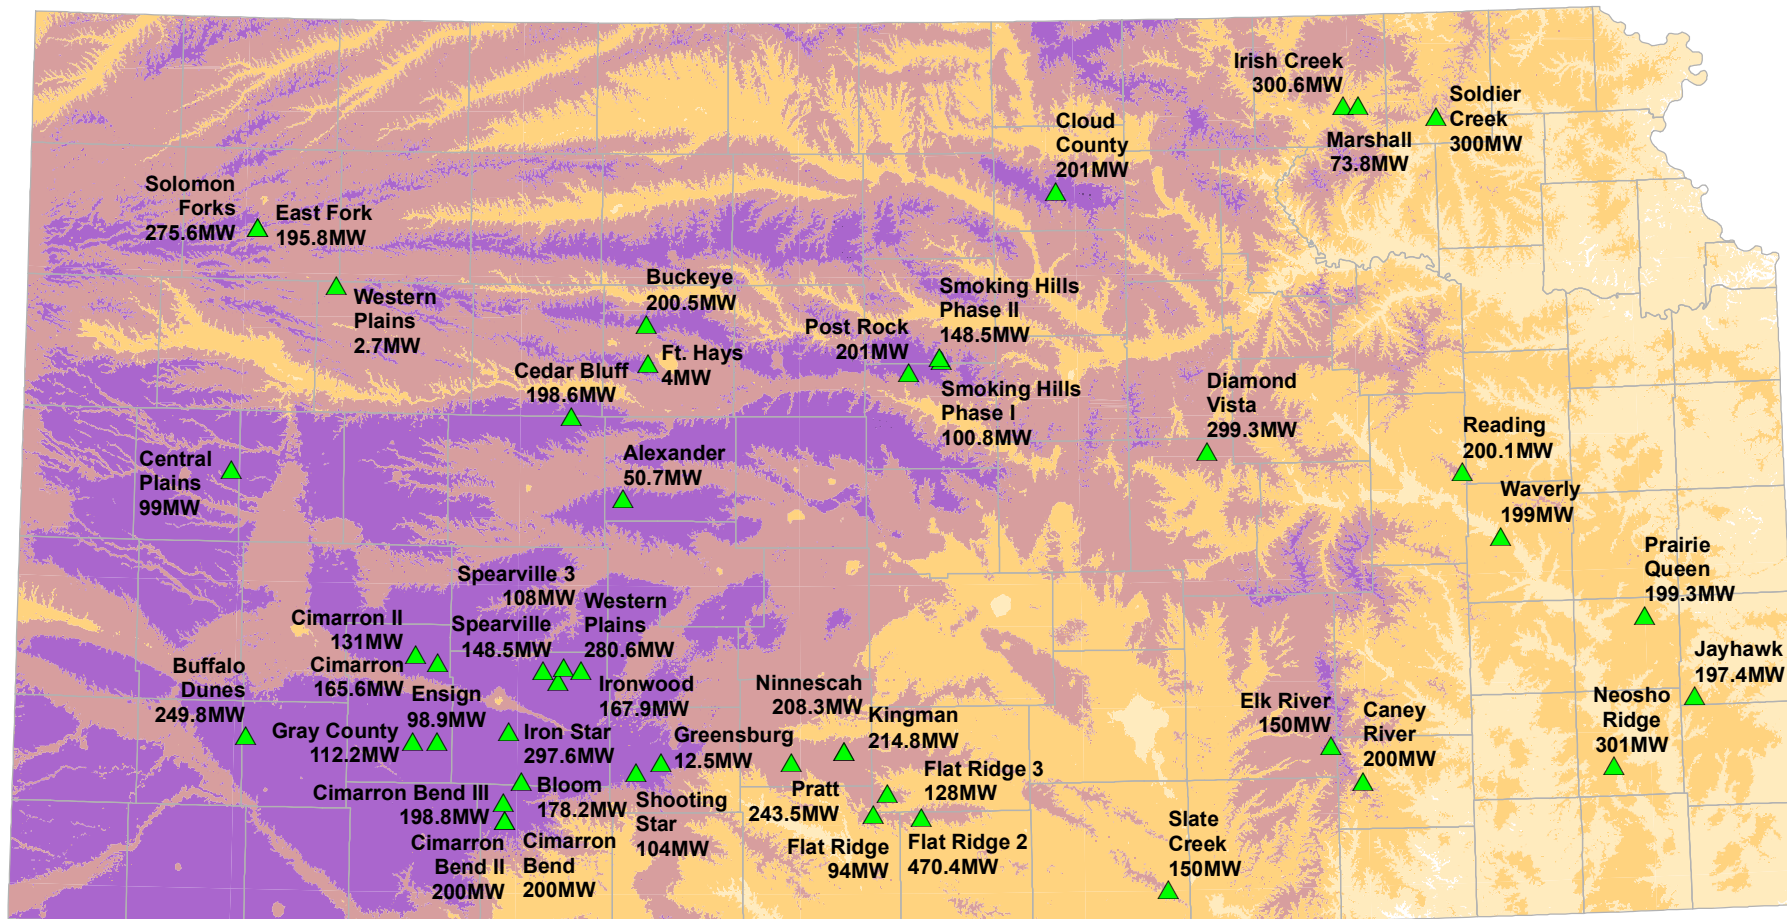 Irish Creek
300.6MW
Soldier
Creek
300MW
Marshall
73.8MW
Cloud
County
201MW
Solomon
Forks
275.6MW
East Fork
195.8MW
Western
Plains
2.7MW
Buckeye
200.5MW
Ft. Hays
4MW
Cedar Bluff
198.6MW
Post Rock
201MW
Smoking Hills
Phase II
148.5MW
Smoking Hills
Phase I
100.8MW
Diamond
Vista
299.3MW
Reading
200.1MW
Waverly
199MW
Central
Plains
99MW
Alexander
50.7MW
Prairie
Queen
199.3MW
Jayhawk
197.4MW
Neosho
Ridge
301MW
Spearville 3
108MW
Spearville
148.5MW
Western
Plains
280.6MW
Ironwood
167.9MW
Cimarron II
131MW
Cimarron
165.6MW
Ensign
98.9MW
Buffalo
Dunes
249.8MW
Gray County
112.2MW
Iron Star
297.6MW
Greensburg
12.5MW
Ninnescah
208.3MW
Kingman
214.8MW
Elk River
150MW
Caney
River
200MW
Cimarron Bend III
198.8MW
Bloom
178.2MW
Shooting
Star
104MW
Pratt
243.5MW
Flat Ridge 3
128MW
Flat Ridge
94MW
Flat Ridge 2
470.4MW
Cimarron
Bend II
200MW
Cimarron
Bend
200MW
Slate
Creek
150MW